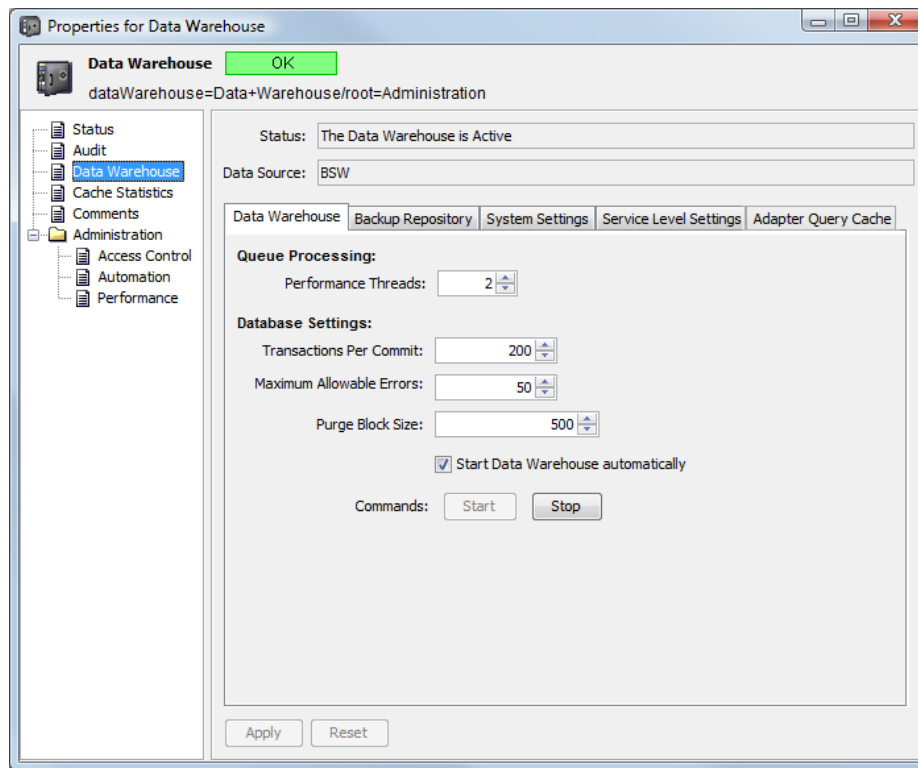 Properties for Data Warehouse
Data Warehouse OK
dataWarehouse=Data+Warehouse/root=Administration
Status
Audit
Data Warehouse
Cache Statistics
Comments
Administration
Access Control
Automation
Performance
Status: The Data Warehouse is Active
Data Source: BSW
Data Warehouse Backup Repository System Settings Service Level Settings Adapter Query Cache
Queue Processing:
Performance Threads: 2
Database Settings:
Transactions Per Commit: 200
Maximum Allowable Errors: 50
Purge Block Size: 500
Start Data Warehouse automatically
Commands: Start Stop
Apply Reset